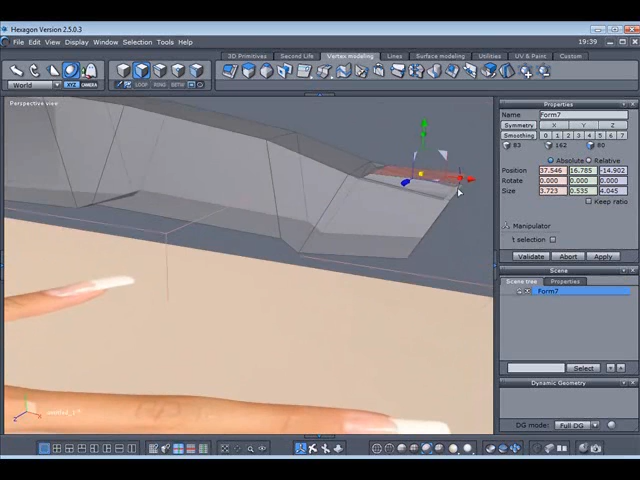 Hexagon Version 2.5.0.3
File Edit View Display Window Selection Tools Help
19:39
3D Primitives Second Life Vertex modeling Lines Surface modeling Utilities UV & Paint Custom
World
XYZ CAMERA
LOOP RING BETW
Perspective view
Properties
Name Form7
Symmetry X Y Z
Smoothing 0 1 2 3 4 5 6 7
83 162 80
Absolute Relative
Position 37.546 16.785 -14.902
Rotate 0.000 0.000 0.000
Size 3.723 0.535 4.045
Keep ratio
Manipulator
't selection
Validate Abort Apply
Scene
Scene tree Properties
Form7
Select
Dynamic Geometry
DG mode: Full DG